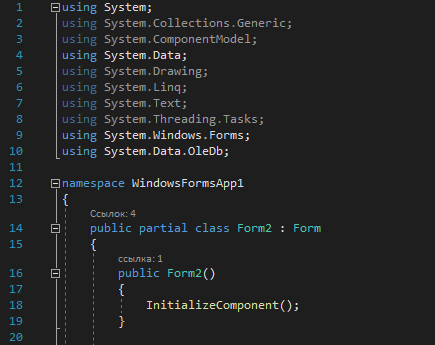 1 using System;
2 using System.Collections.Generic;
3 using System.ComponentModel;
4 using System.Data;
5 using System.Drawing;
6 using System.Linq;
7 using System.Text;
8 using System.Threading.Tasks;
9 using System.Windows.Forms;
10 using System.Data.OleDb;
11
12 namespace WindowsFormsApp1
13 {
Ссылок: 4
14 public partial class Form2 : Form
15 {
ссылка: 1
16 public Form2()
17 {
18 InitializeComponent();
19 }
20